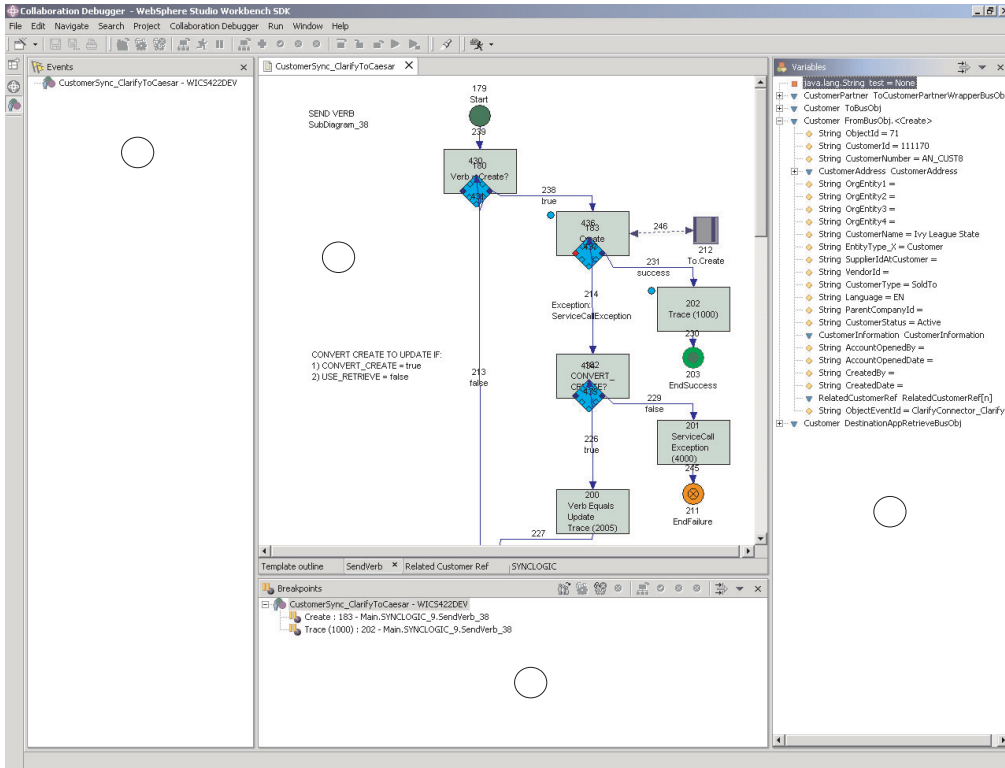 Collaboration Debugger - WebSphere Studio Workbench SDK
File Edit Navigate Search Project Collaboration Debugger Run Window Help
Events
CustomerSync_ClarifyToCaesar - WICS422DEV
CustomerSync_ClarifyToCaesar
SEND VERB
SubDiagram_38
179
Start
239
430
180
Verb = Create?
238
true
436
183
Create
246
212
To.Create
231
success
214
Exception:
ServiceCallException
202
Trace (1000)
230
203
EndSuccess
CONVERT CREATE TO UPDATE IF:
1) CONVERT_CREATE = true
2) USE_RETRIEVE = false
213
false
CONVERT_
229
false
201
ServiceCall
Exception
(4000)
245
211
EndFailure
226
true
200
Verb Equals
Update
Trace (2005)
227
Template outline SendVerb Related Customer Ref SYNCLOGIC
Breakpoints
CustomerSync_ClarifyToCaesar - WICS422DEV
Create : 183 - Main.SYNCLOGIC_9.SendVerb_38
Trace (1000) : 202 - Main.SYNCLOGIC_9.SendVerb_38
Variables
java.lang.String test = None
CustomerPartner ToCustomerPartnerWrapperBusOb
Customer ToBusObj
Customer FromBusObj.<Create>
String ObjectId = 71
String CustomerId = 111170
String CustomerNumber = AN_CUST8
CustomerAddress CustomerAddress
String OrgEntity1 =
String OrgEntity2 =
String OrgEntity3 =
String OrgEntity4 =
String CustomerName = Ivy League State
String EntityType_X = Customer
String SupplierIdAtCustomer =
String VendorId =
String CustomerType = SoldTo
String Language = EN
String ParentCompanyId =
String CustomerStatus = Active
CustomerInformation CustomerInformation
String AccountOpenedBy =
String AccountOpenedDate =
String CreatedBy =
String CreatedDate =
RelatedCustomerRef RelatedCustomerRef[n]
String ObjectEventId = ClarifyConnector_Clarify
Customer DestinationAppRetrieveBusObj